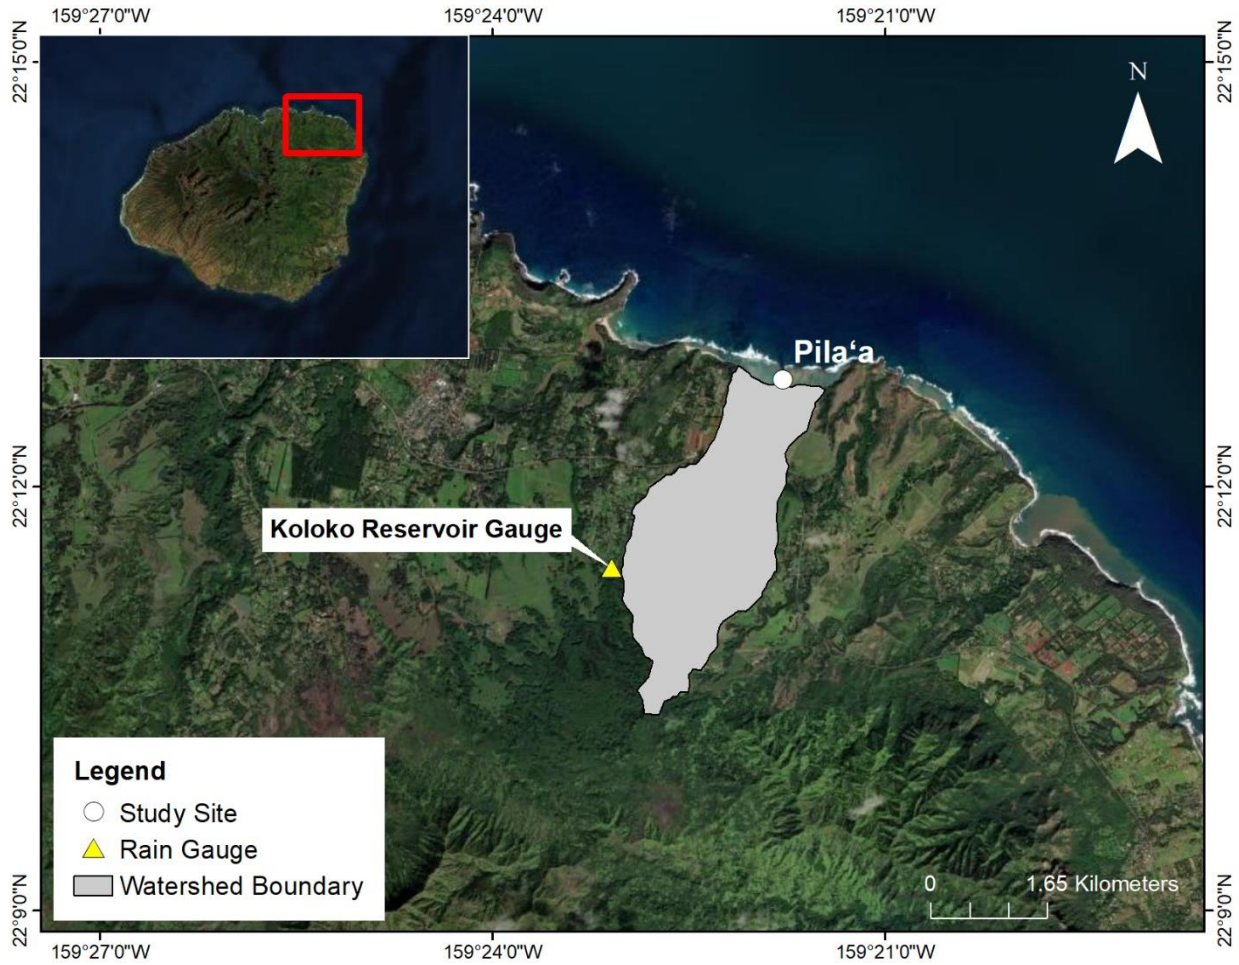 159°27'0"W 159°24'0"W 159°21'0"W
22°15'0"N 22°15'0"N
N
Pilaʻa
22°12'0"N 22°12'0"N
Koloko Reservoir Gauge
Legend
Study Site
Rain Gauge
Watershed Boundary
0 1.65 Kilometers
22°9'0"N 22°9'0"N
159°27'0"W 159°24'0"W 159°21'0"W